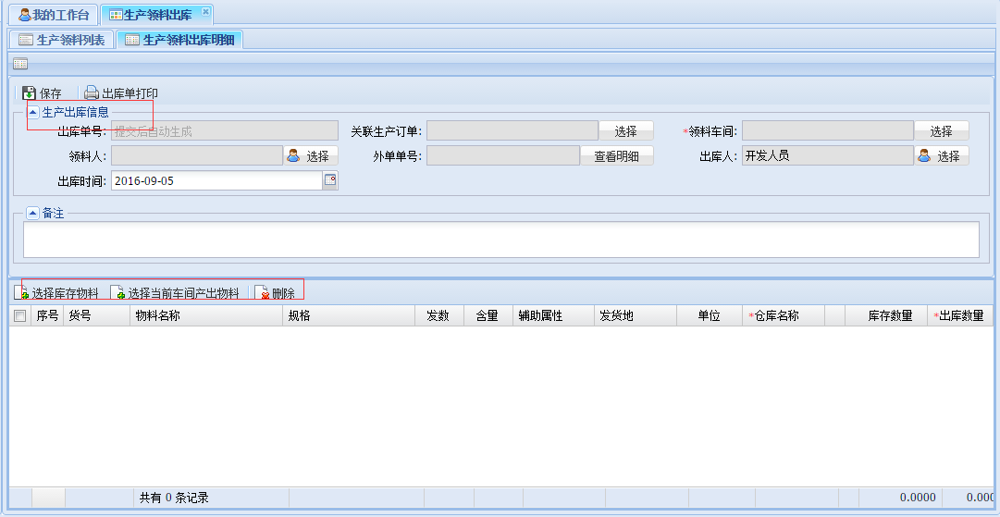 我的工作台 生产领料出库
生产领料列表 生产领料出库明细
保存 出库单打印
生产出库信息
出库单号: 提交后自动生成 关联生产订单: 选择 *领料车间: 选择
领料人: 选择 外单单号: 查看明细 出库人: 开发人员 选择
出库时间: 2016-09-05
备注
选择库存物料 选择当前车间产出物料 删除
序号 货号 物料名称 规格 发数 含量 辅助属性 发货地 单位 *仓库名称 库存数量 *出库数量
共有 0 条记录 0.0000 0.000